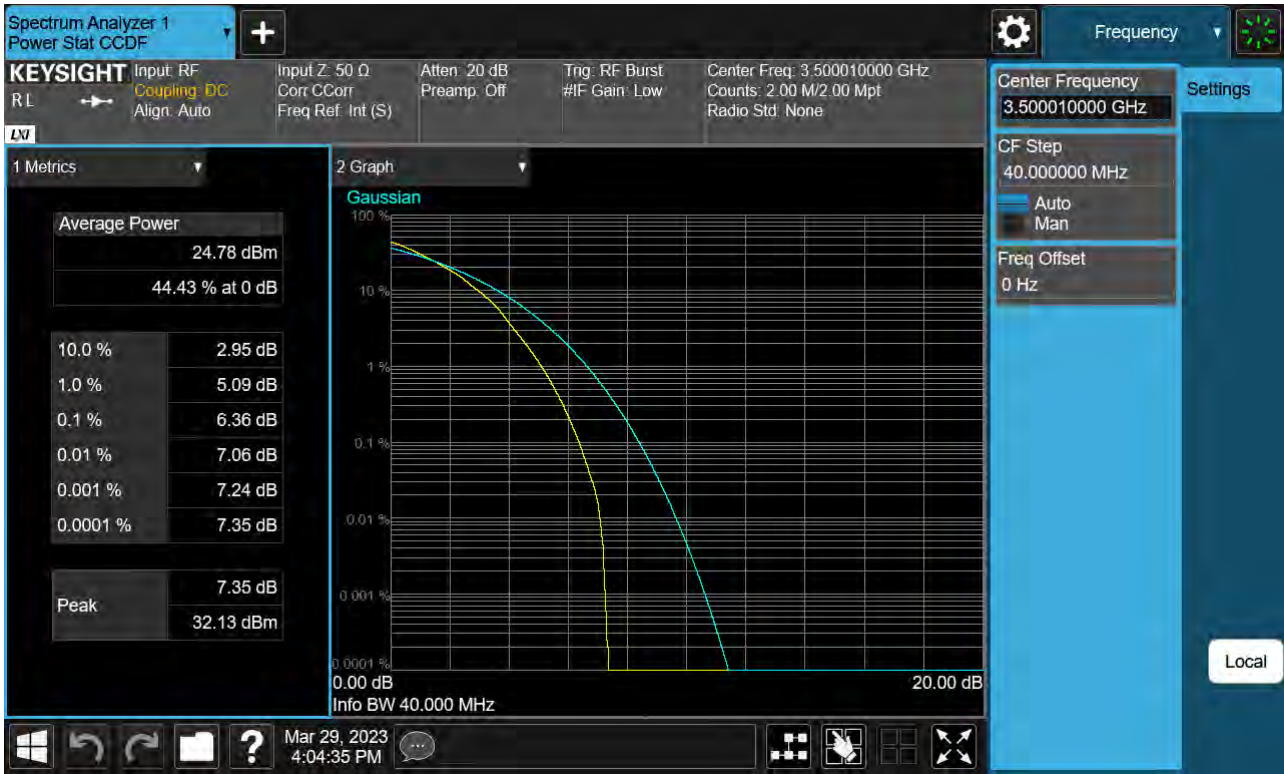 Spectrum Analyzer 1
Power Stat CCDF
Frequency
KEYSIGHT
RL
LXI
Input: RF
Coupling: DC
Align: Auto
Input Z: 50 Ω
Corr CCorr
Freq Ref: Int (S)
Atten: 20 dB
Preamp: Off
Trig: RF Burst
#IF Gain: Low
Center Freq: 3.500010000 GHz
Counts: 2.00 M/2.00 Mpt
Radio Std: None
Center Frequency
3.500010000 GHz
Settings
CF Step
40.000000 MHz
Auto
Man
Freq Offset
0 Hz
1 Metrics
Average Power
24.78 dBm
44.43 % at 0 dB
10.0 % 2.95 dB
1.0 % 5.09 dB
0.1 % 6.36 dB
0.01 % 7.06 dB
0.001 % 7.24 dB
0.0001 % 7.35 dB
Peak
7.35 dB
32.13 dBm
2 Graph
Gaussian
100 %
10 %
1 %
0.1 %
0.01 %
0.001 %
0.0001 %
0.00 dB 20.00 dB
Info BW 40.000 MHz
Local
?
Mar 29, 2023
4:04:35 PM